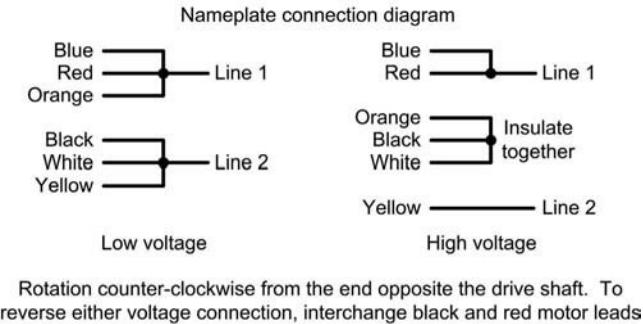 Nameplate connection diagram
Blue
Red
Orange
Line 1
Black
White
Yellow
Line 2
Low voltage
Blue
Red
Line 1
Orange
Black
White
Insulate
together
Yellow
Line 2
High voltage
Rotation counter-clockwise from the end opposite the drive shaft. To
reverse either voltage connection, interchange black and red motor leads